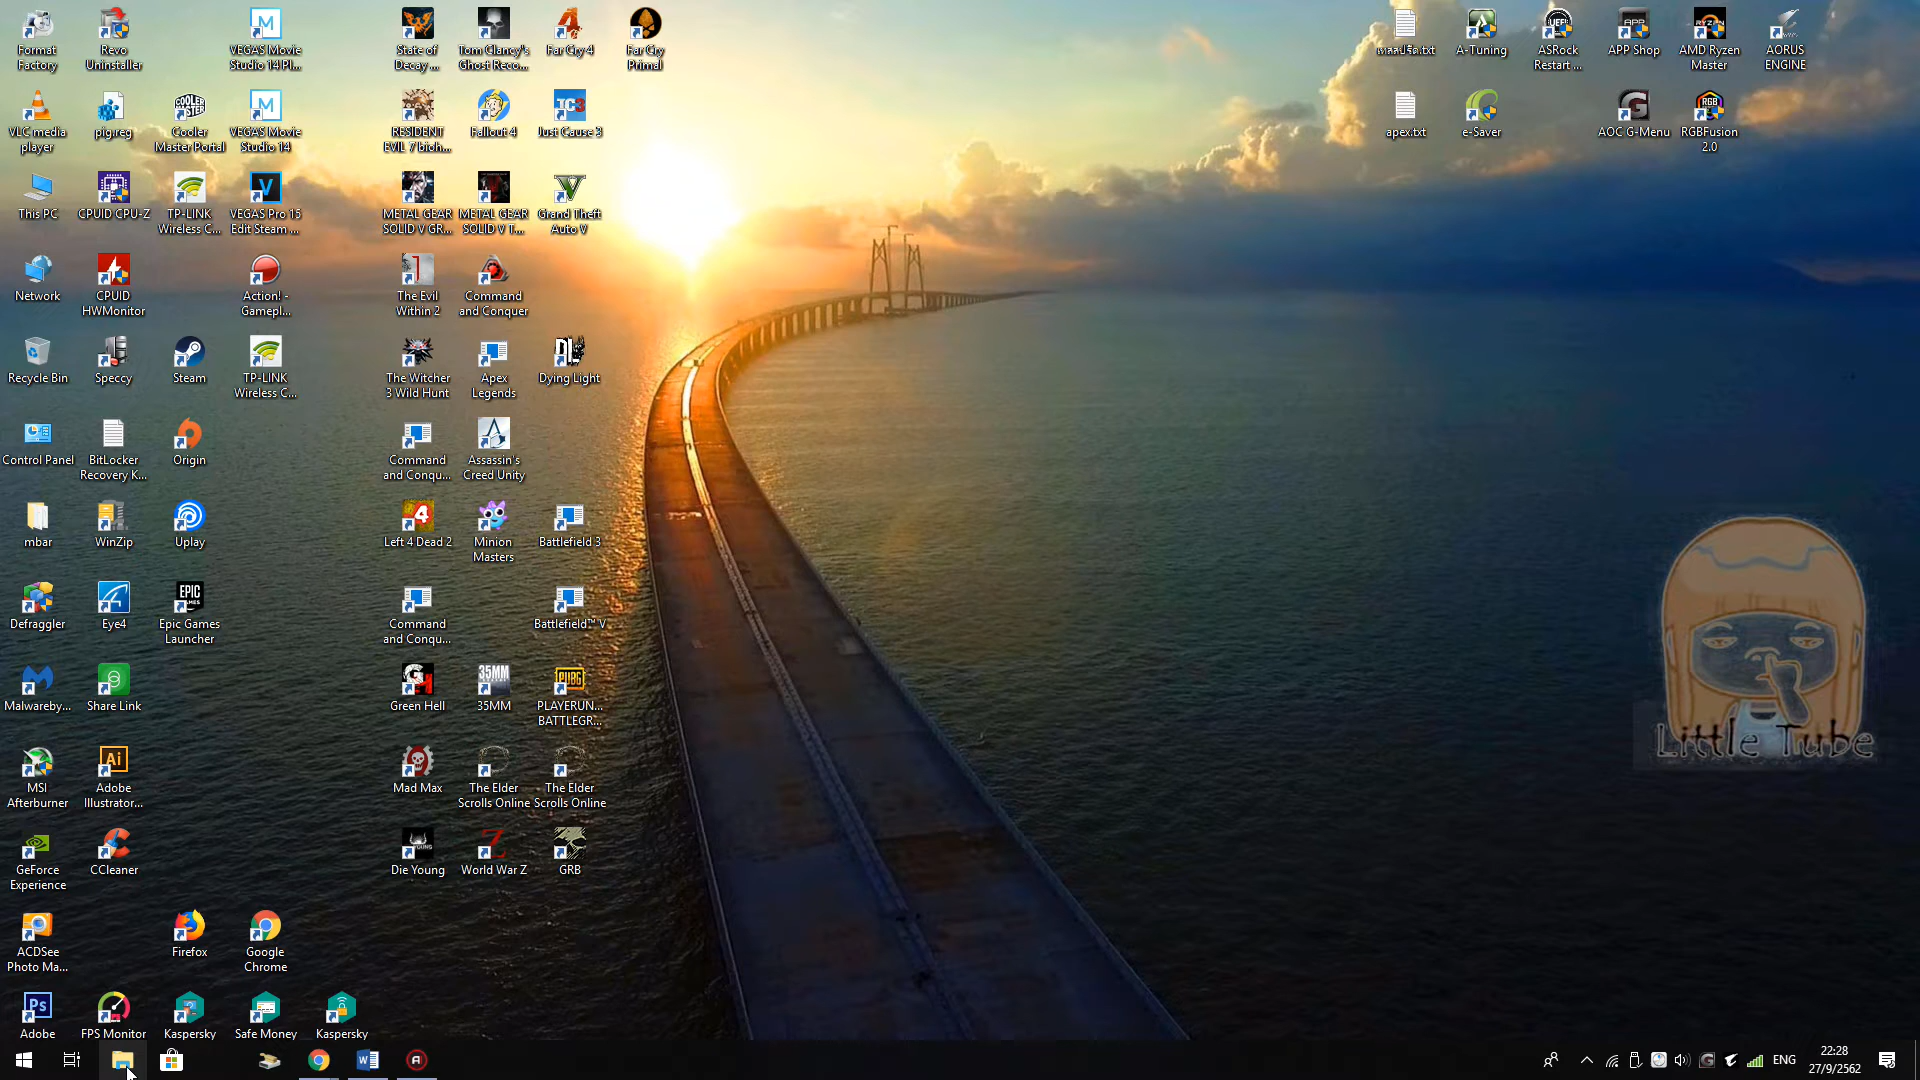 Format
Factory
Revo
Uninstaller
VEGAS Movie
Studio 14 Pl...
State of
Decay ...
Tom Clancy's
Ghost Reco...
Far Cry 4
Far Cry
Primal
A-Tuning
ASRock
Restart ...
APP Shop
AMD Ryzen
Master
AORUS
ENGINE
VLC media
player
pig.reg
Cooler
Master Portal
VEGAS Movie
Studio 14
RESIDENT
EVIL 7 bioh...
Fallout 4
Just Cause 3
apex.txt
e-Saver
AOC G-Menu
RGBFusion
2.0
This PC
CPUID CPU-Z
TP-LINK
Wireless C...
VEGAS Pro 15
Edit Steam ...
METAL GEAR
SOLID V GR...
METAL GEAR
SOLID V T...
Grand Theft
Auto V
Network
CPUID
HWMonitor
Action! -
Gamepl...
The Evil
Within 2
Command
and Conquer
Recycle Bin
Speccy
Steam
TP-LINK
Wireless C...
The Witcher
3 Wild Hunt
Apex
Legends
Dying Light
Control Panel
BitLocker
Recovery K...
Origin
Command
and Conqu...
Assassin's
Creed Unity
mbar
WinZip
Uplay
Left 4 Dead 2
Minion
Masters
Battlefield 3
Defraggler
Eye4
Epic Games
Launcher
Command
and Conqu...
Battlefield™ V
Malwareby...
Share Link
Green Hell
35MM
PLAYERUN...
BATTLEGR...
Little Tube
MSI
Afterburner
Adobe
Illustrator...
Mad Max
The Elder
Scrolls Online
The Elder
Scrolls Online
GeForce
Experience
CCleaner
Die Young
World War Z
GRB
ACDSee
Photo Ma...
Firefox
Google
Chrome
Adobe
FPS Monitor
Kaspersky
Safe Money
Kaspersky
ENG
22:28
27/9/2562